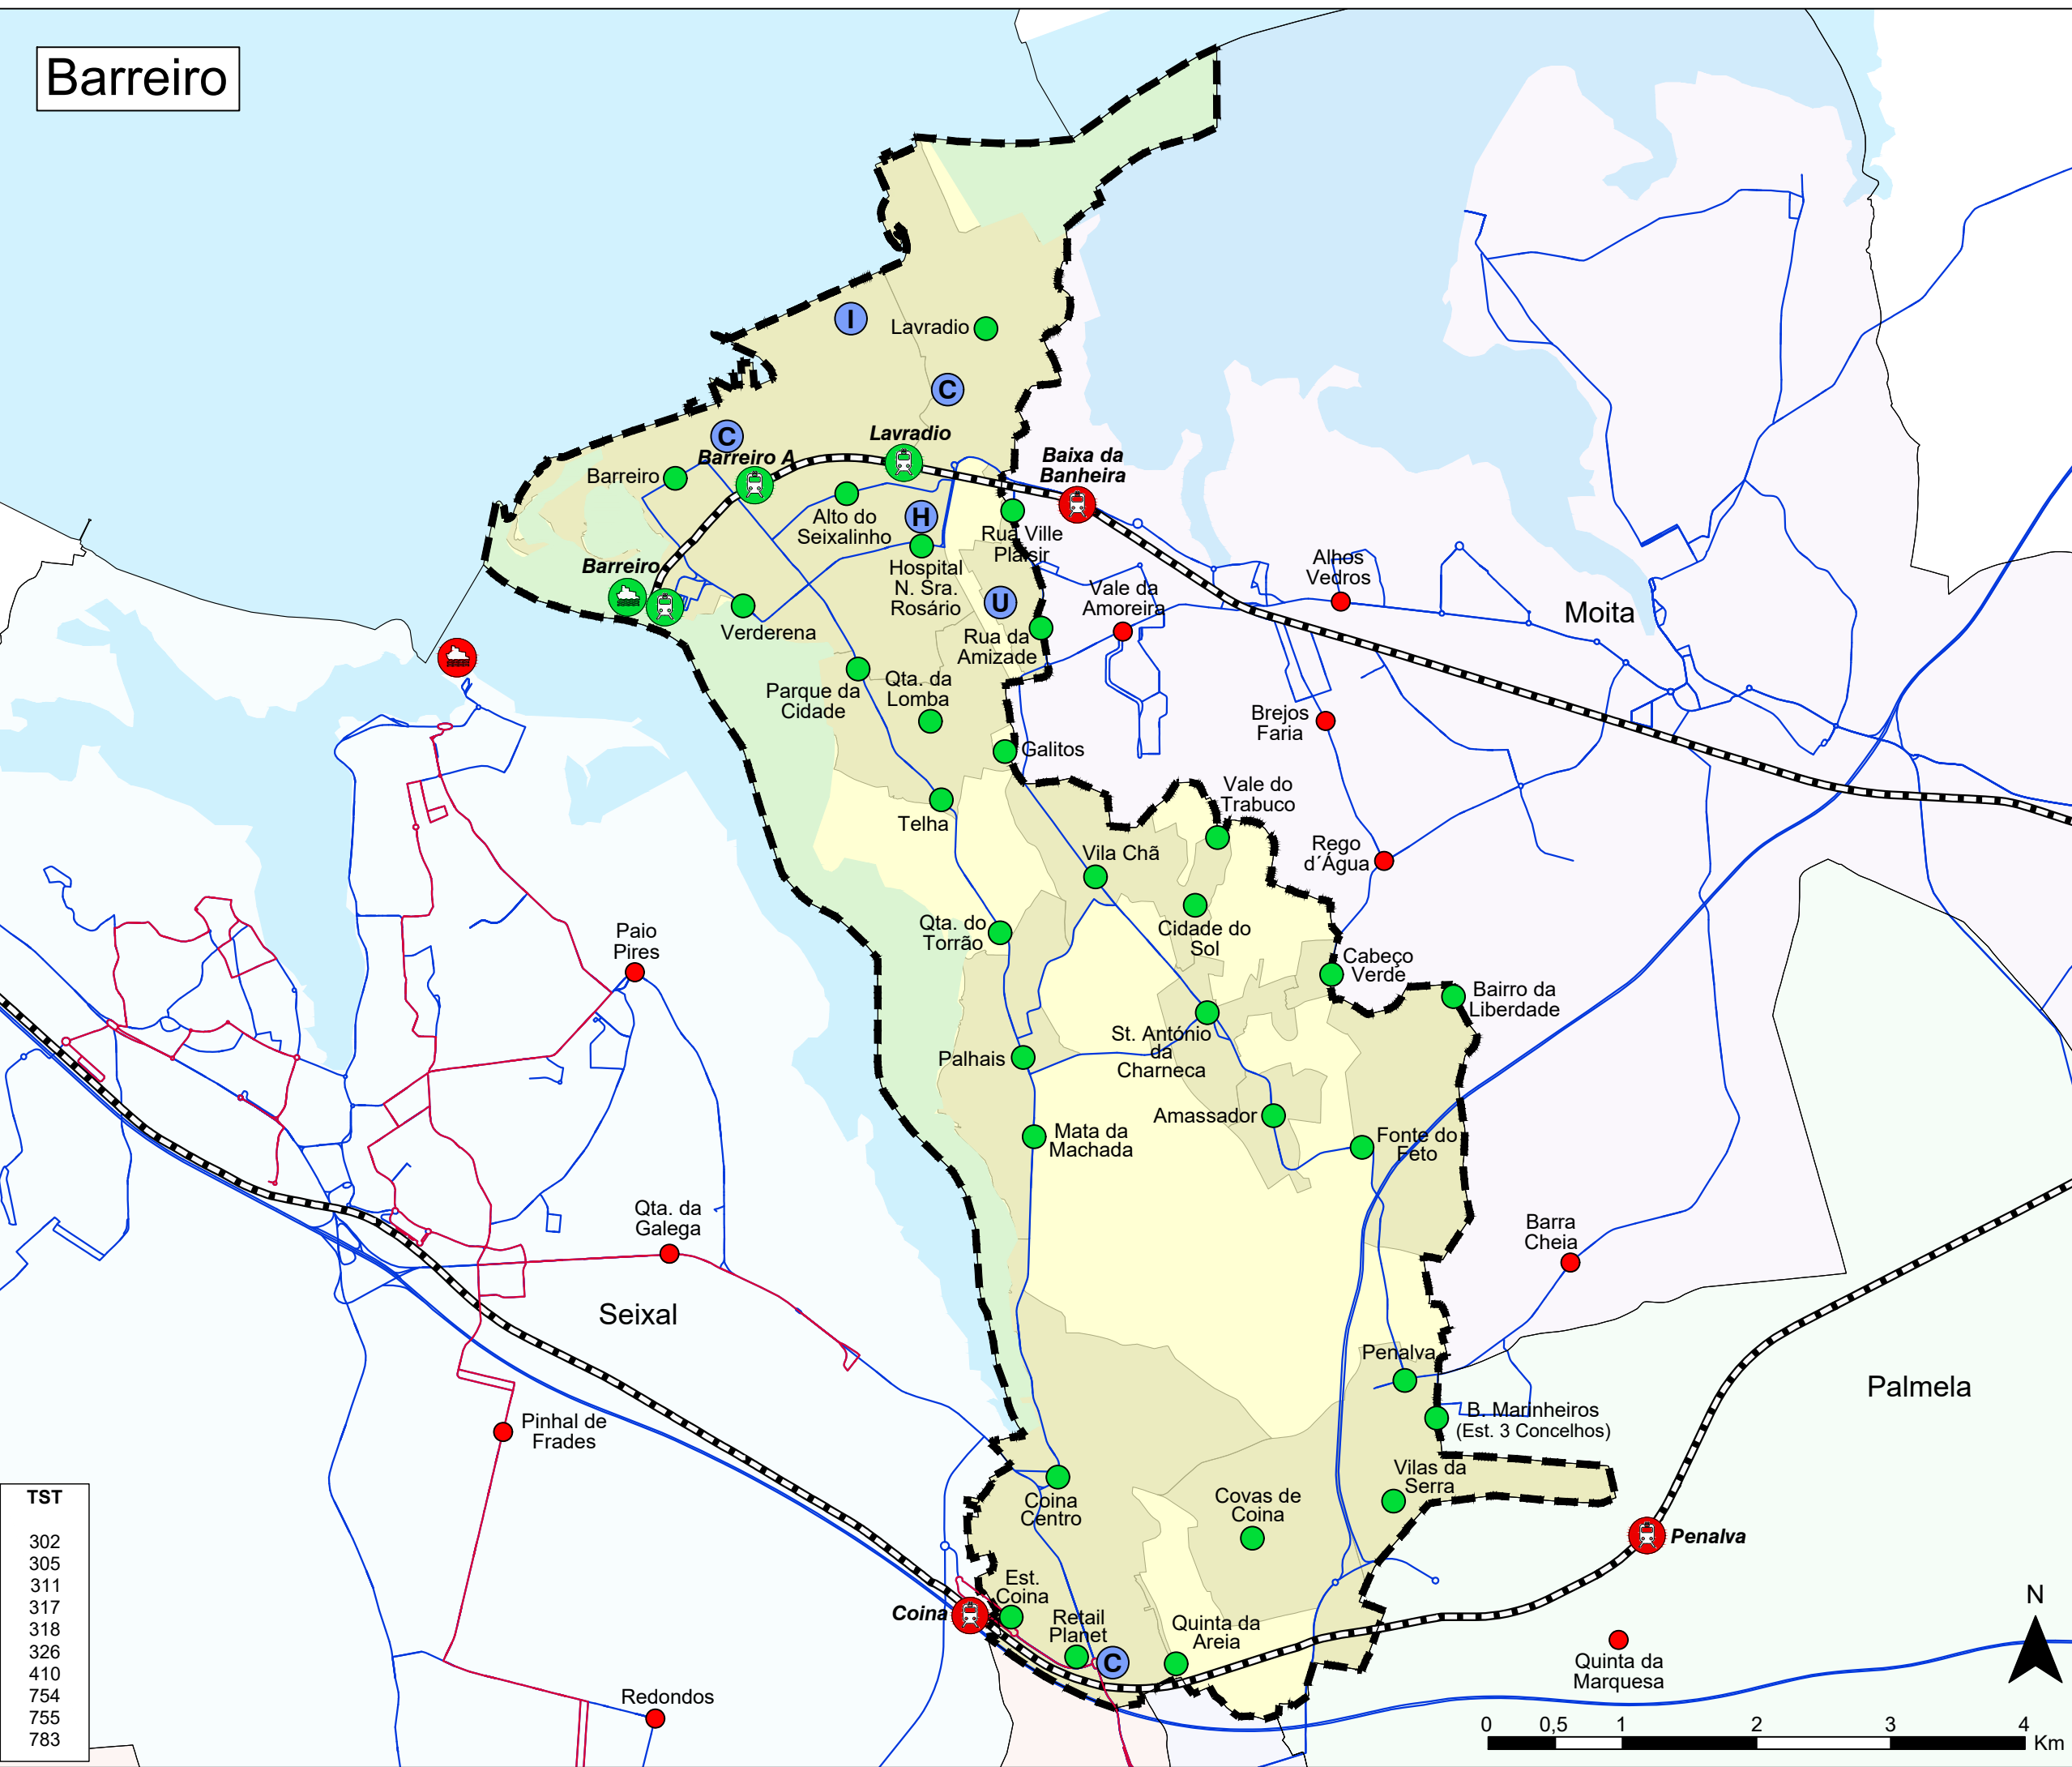 Barreiro
I
Lavradio
C
C
Lavradio
Barreiro A
Baixa da
Banheira
Barreiro
Alto do
Seixalinho
H
Rua Ville
Plaisir
Hospital
N. Sra.
Rosário
Barreiro
U
Vale da
Amoreira
Alhos
Vedros
Moita
Verderena
Rua da
Amizade
Parque da
Cidade
Qta. da
Lomba
Brejos
Faria
Galitos
Vale do
Trabuco
Telha
Vila Chã
Rego
d´Água
Qta. do
Torrão
Cidade do
Sol
Paio
Pires
Cabeço
Verde
Bairro da
Liberdade
St. António
da
Charneca
Palhais
Amassador
Mata da
Machada
Fonte do
Feto
Qta. da
Galega
Barra
Cheia
Seixal
Penalva
Palmela
B. Marinheiros
(Est. 3 Concelhos)
Pinhal de
Frades
Vilas da
Serra
Coina
Centro
Covas de
Coina
Penalva
Est.
Coina
Coina
Retail
Planet
C
Quinta da
Areia
Quinta da
Marquesa
Redondos
TST
302
305
311
317
318
326
410
754
755
783
N
0 0,5 1 2 3 4
Km